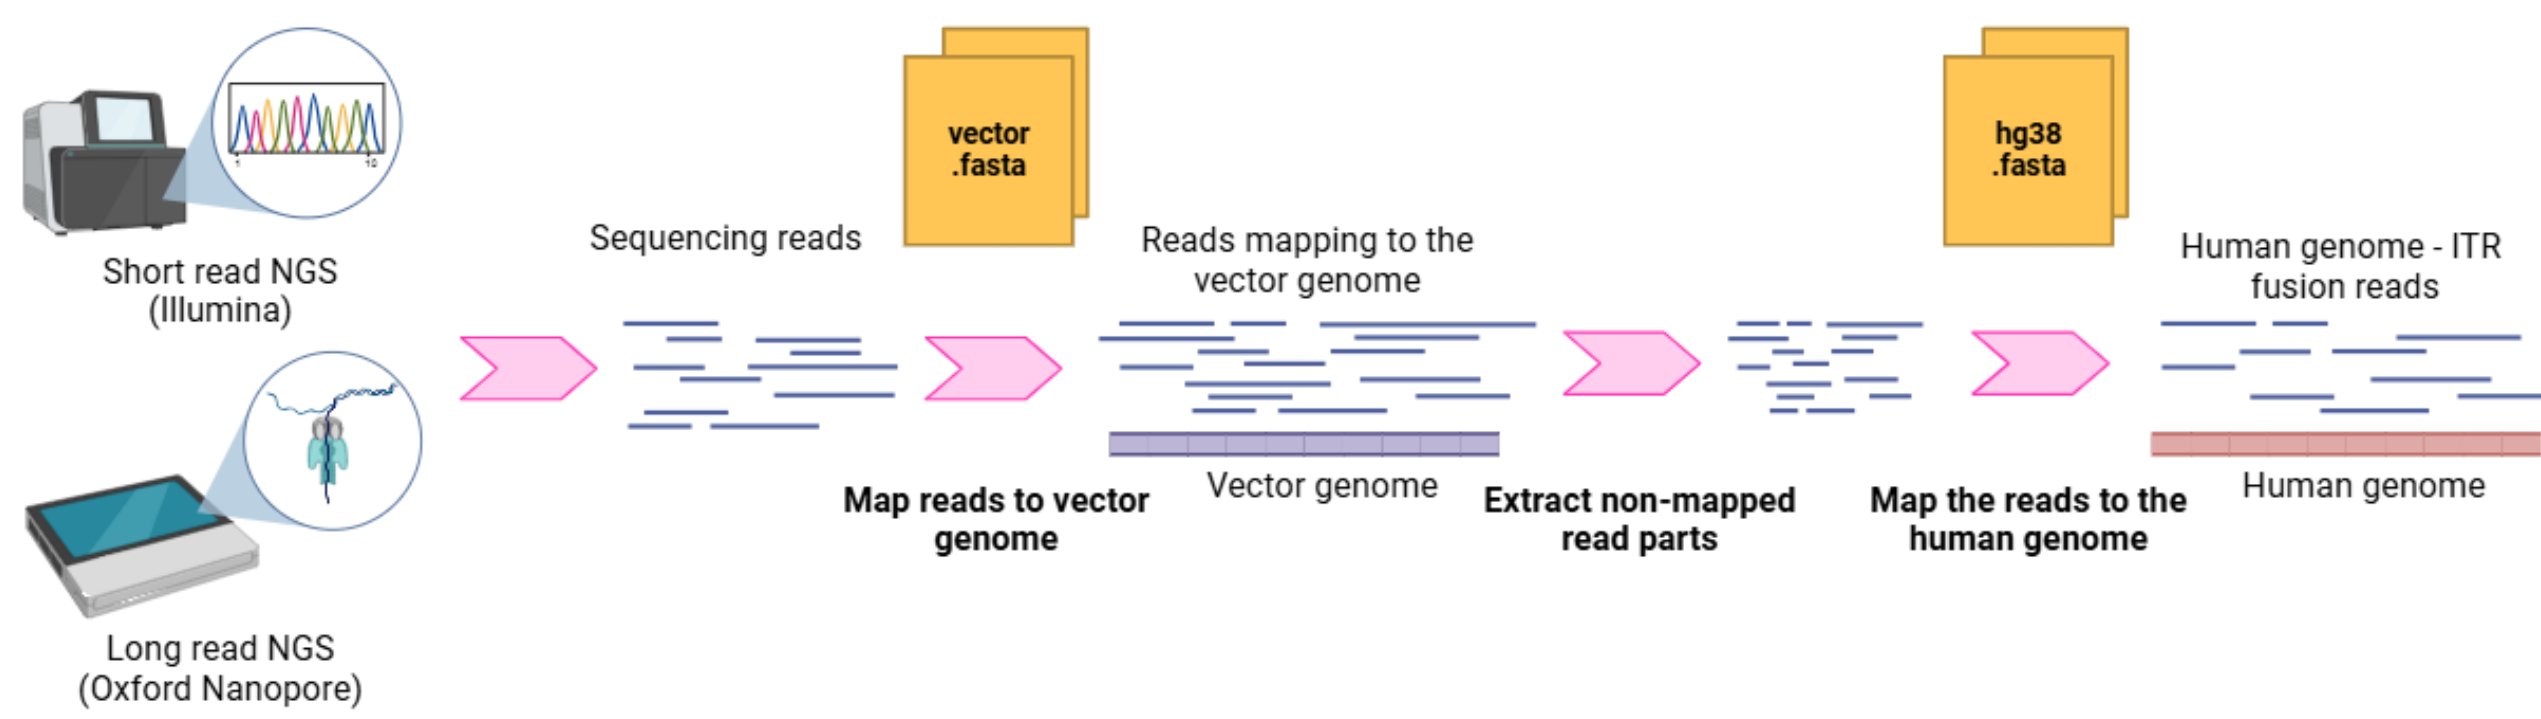 1
10
Short read NGS
(Illumina)
Long read NGS
(Oxford Nanopore)
Sequencing reads
vector
.fasta
Map reads to vector
genome
Reads mapping to the
vector genome
Vector genome
Extract non-mapped
read parts
hg38
.fasta
Map the reads to the
human genome
Human genome - ITR
fusion reads
Human genome